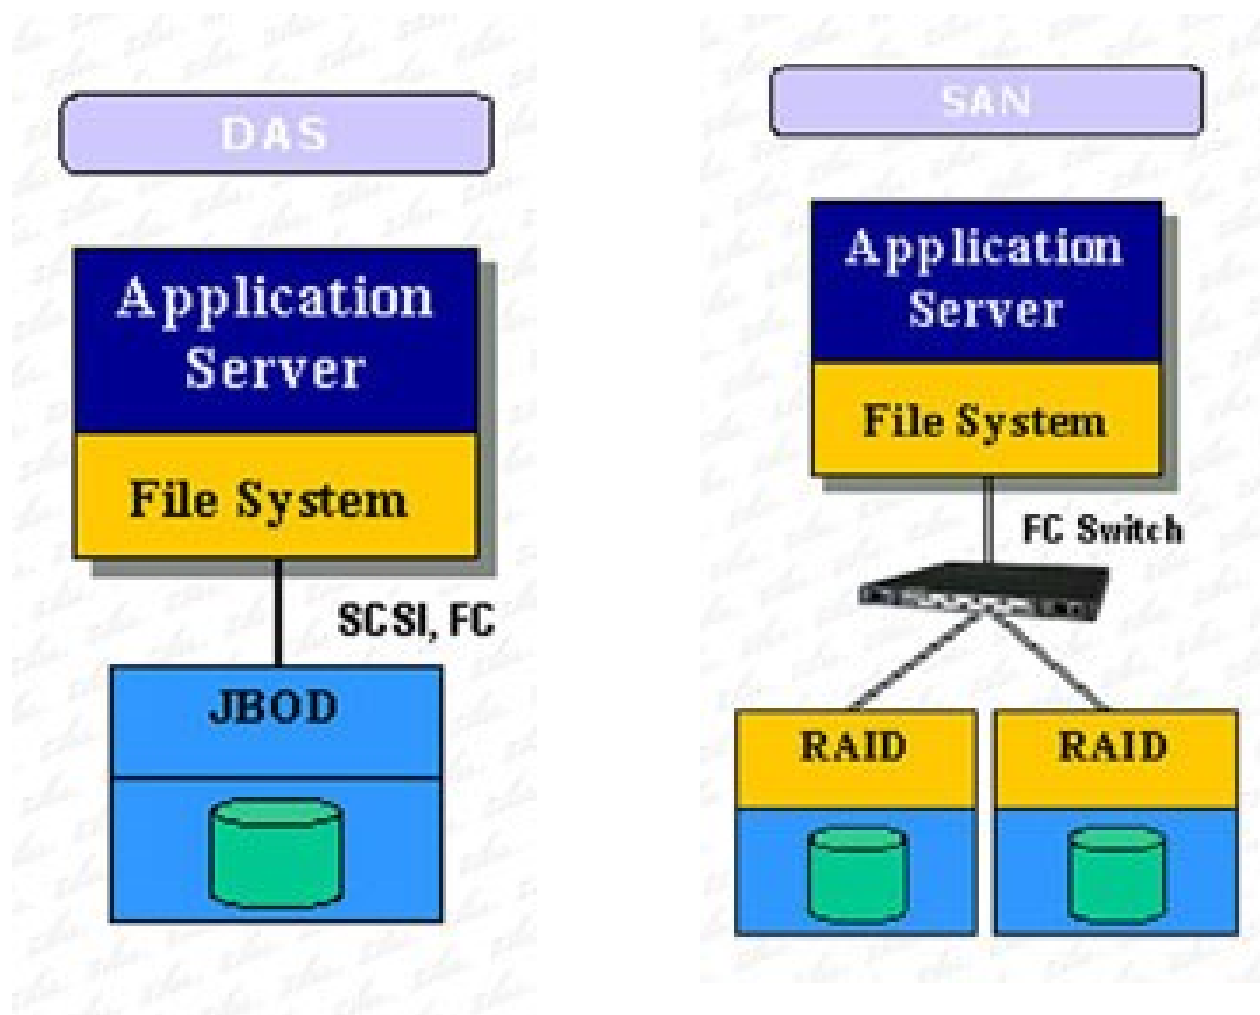 DAS
Application
Server
File System
SCSI, FC
JBOD
SAN
Application
Server
File System
FC Switch
RAID
RAID